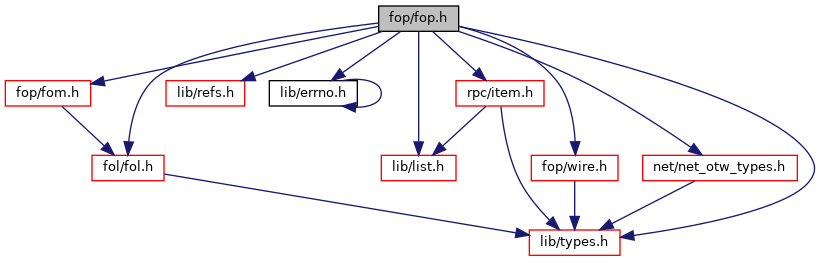 fop/fop.h
fop/fom.h
lib/refs.h
lib/errno.h
rpc/item.h
fol/fol.h
lib/list.h
fop/wire.h
net/net_otw_types.h
lib/types.h